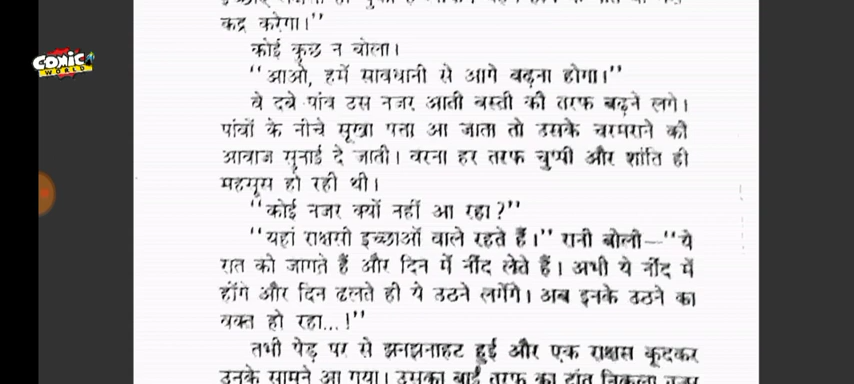 कद्र करेगा।”
कोई कुछ न बोला।
“आओ, हमें सावधानी से आगे बढ़ना होगा।”
वे दबे पांव उस नजर आती बस्ती की तरफ बढ़ने लगे।
पांवों के नीचे सूखा पत्ता आ जाता तो उसके चरमराने की
आवाज सुनाई दे जाती। वरना हर तरफ चुप्पी और शांति ही
महसूस हो रही थी।
“कोई नजर क्यों नहीं आ रहा?”
“यहां राक्षसी इच्छाओं वाले रहते हैं।” रानी बोली—“ये
रात को जागते हैं और दिन में नींद लेते हैं। अभी ये नींद में
होंगे और दिन ढलते ही ये उठने लगेंगे। अब इनके उठने का
वक्त हो रहा...!”
तभी पेड़ पर से झनझनाहट हुई और एक राक्षस कूदकर
उनके सामने आ गया। उसका बाईं तरफ का दांत निकला नजर
COMIC
WORLD